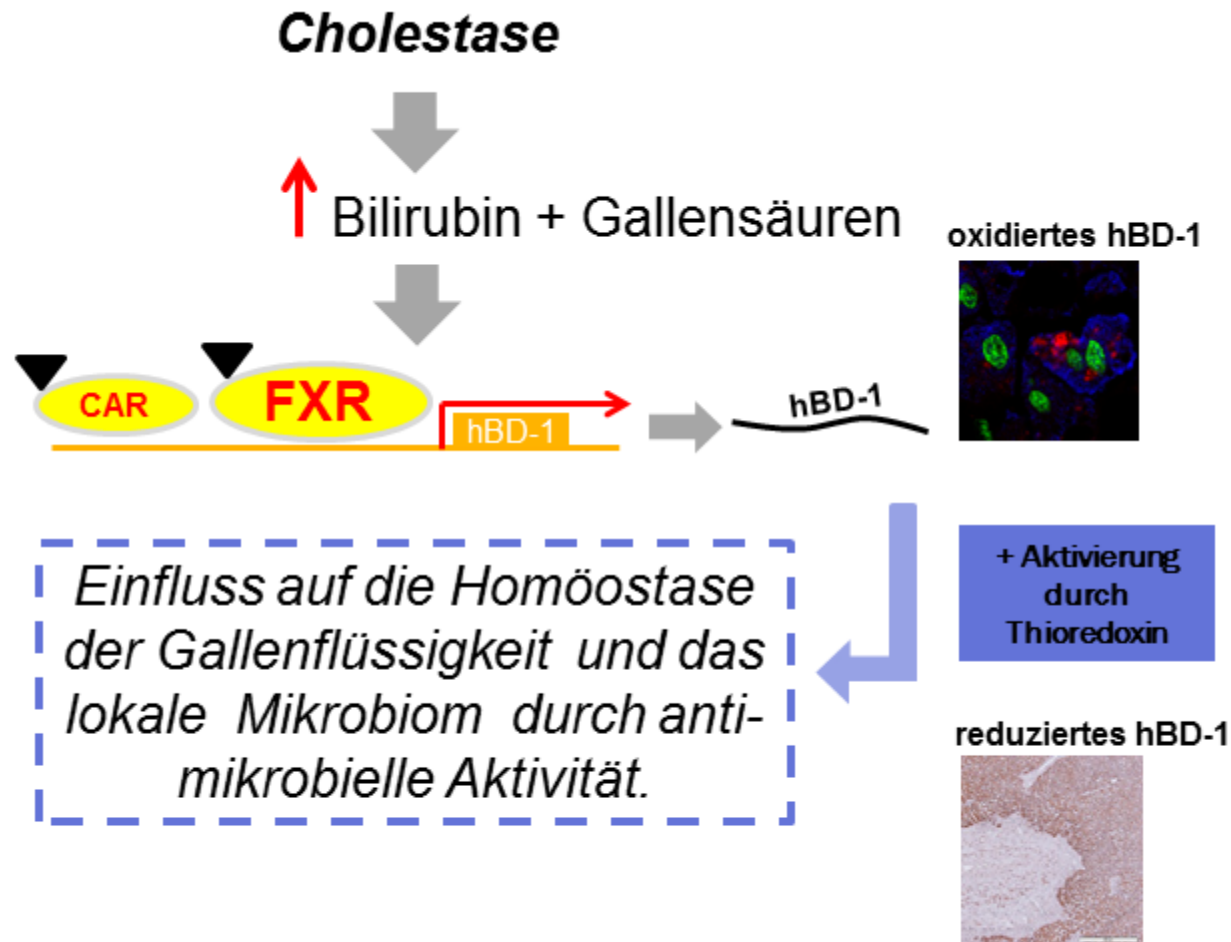 Cholestase
Bilirubin + Gallensäuren
oxidiertes hBD-1
CAR
FXR
hBD-1
hBD-1
+ Aktivierung
durch
Thioredoxin
Einfluss auf die Homöostase
der Gallenflüssigkeit und das
lokale Mikrobiom durch anti-
mikrobielle Aktivität.
reduziertes hBD-1